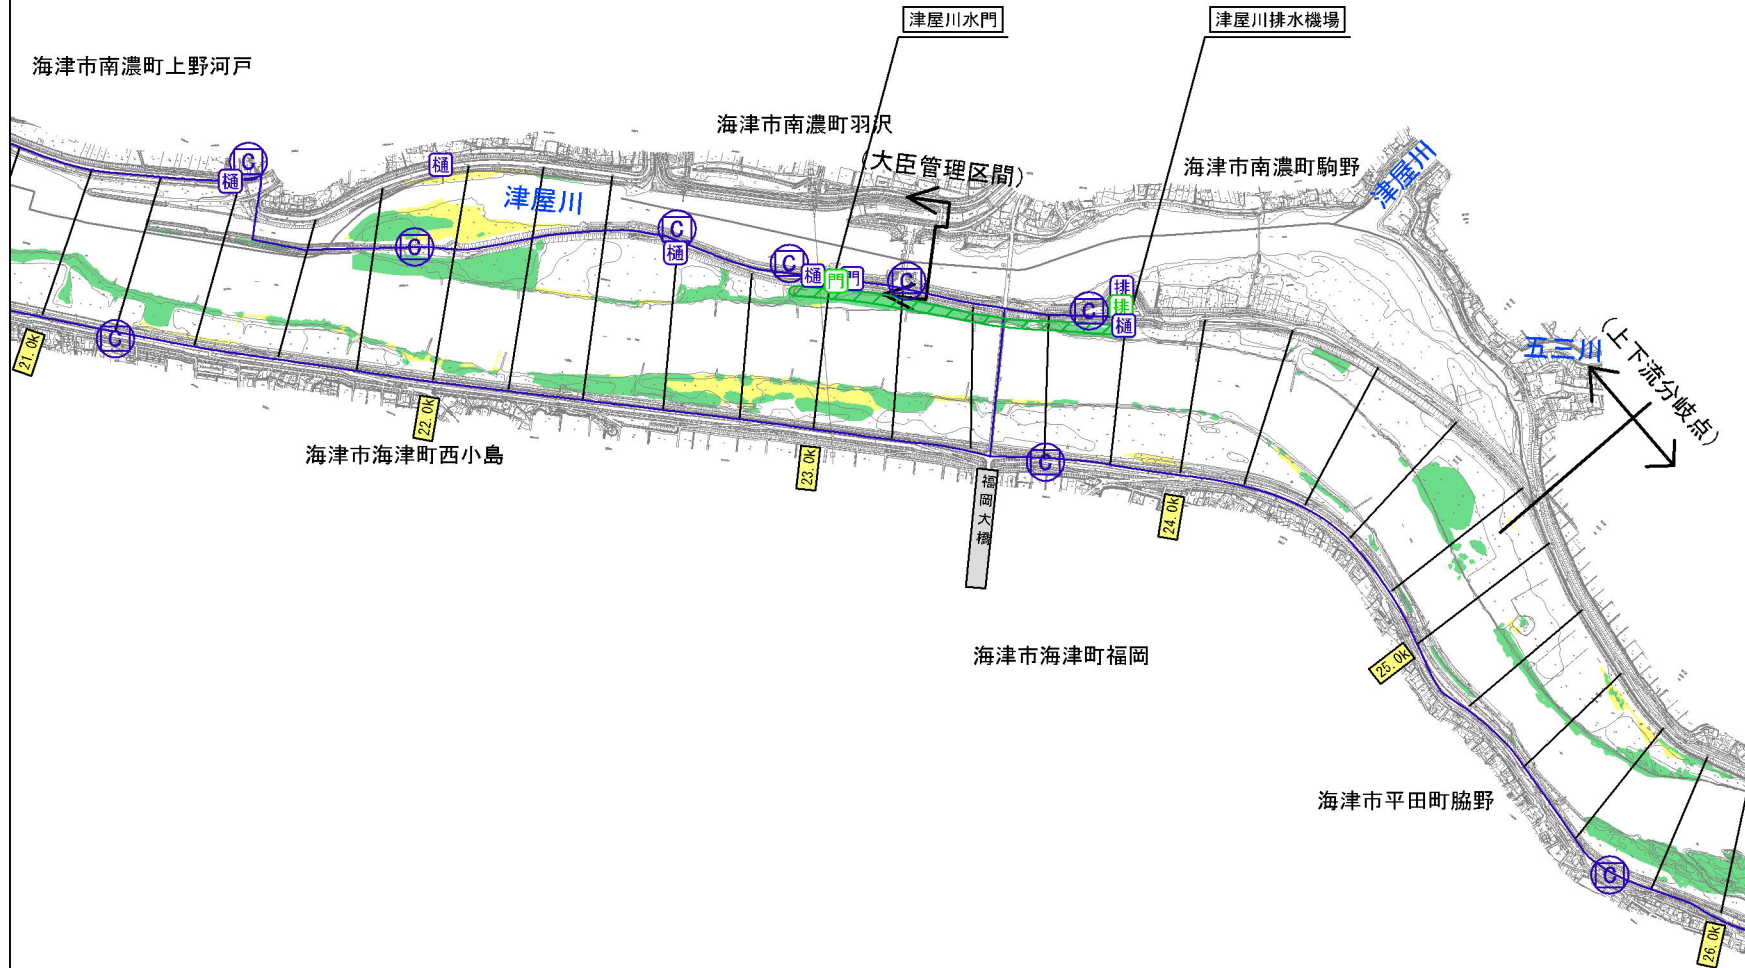 津屋川水門
津屋川排水機場
海津市南濃町上野河戸
海津市南濃町羽沢
(大臣管理区間)
海津市南濃町駒野
津屋川
C
樋
樋
津屋川
C
C
樋
C
樋
門
門
C
C
排
排
樋
五三川
(上下流分岐点)
C
21.0k
22.0k
海津市海津町西小島
23.0k
福岡大橋
C
24.0k
海津市海津町福岡
25.0k
海津市平田町脇野
C
26.0k